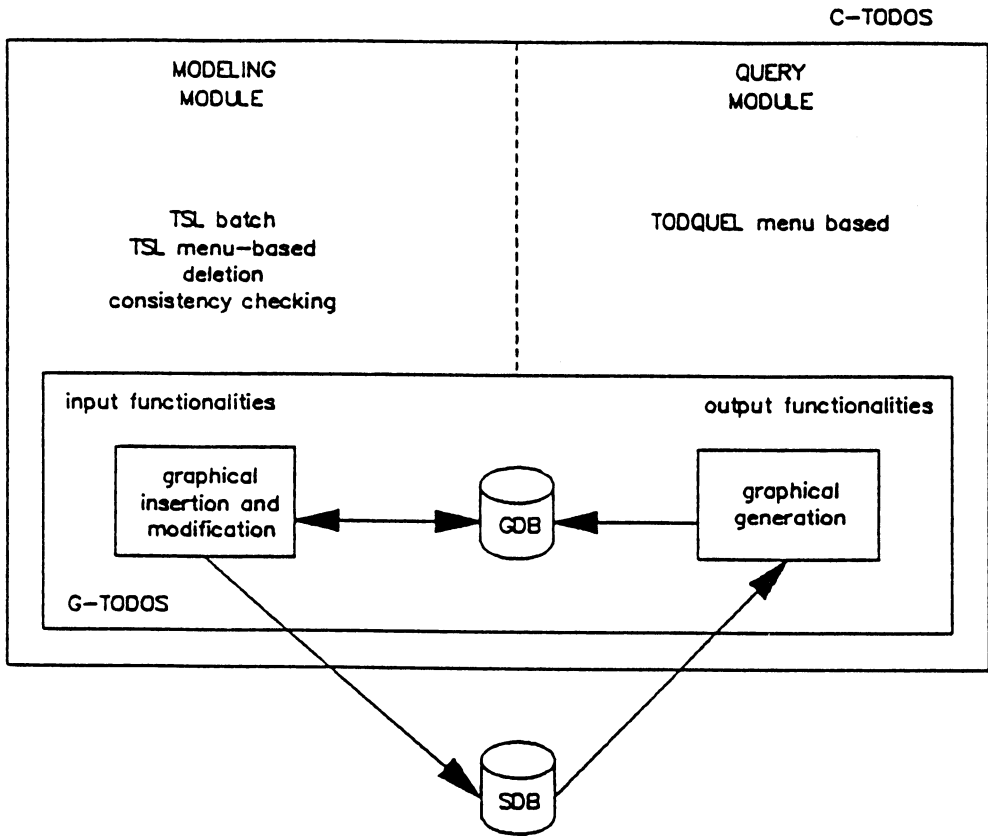 C-TODOS
MODELING
MODULE
QUERY
MODULE
TSL batch
TSL menu-based
deletion
consistency checking
TODQUEL menu based
input functionalities
output functionalities
graphical
insertion and
modification
GDB
graphical
generation
G-TODOS
SDB